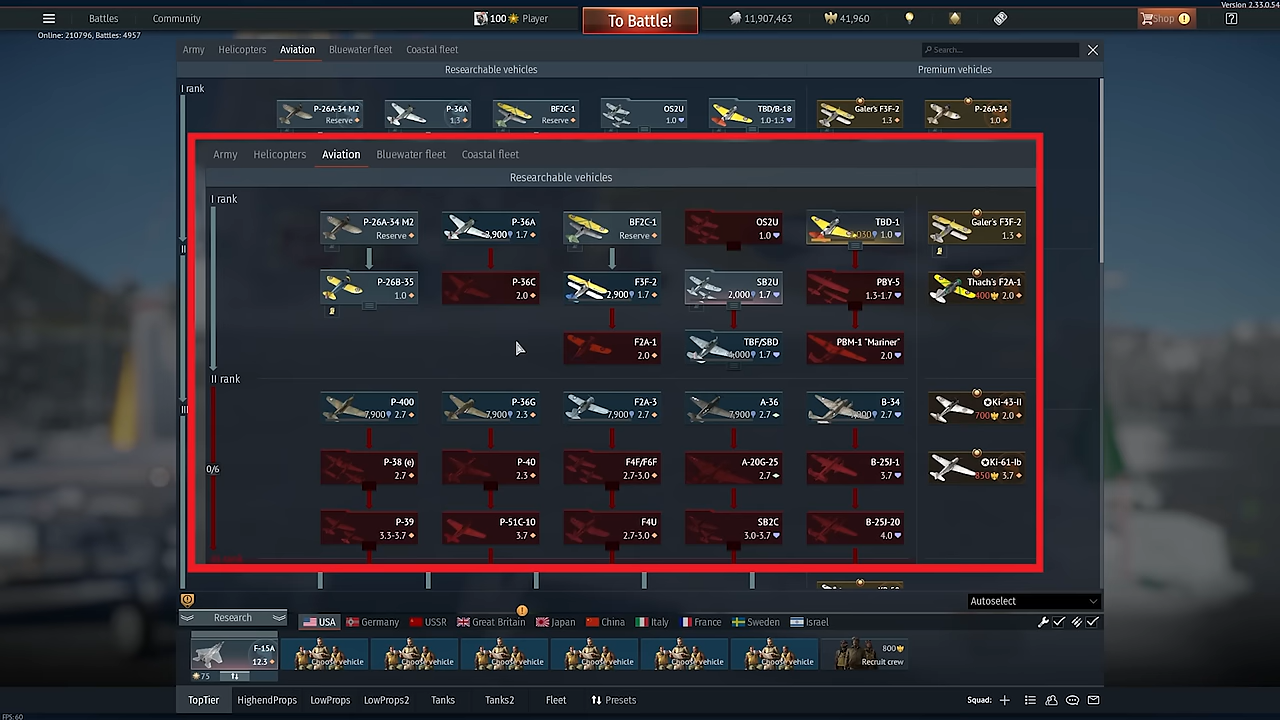 Battles
Community
100 Player
To Battle!
11,907,463
41,960
Shop
Version 2.33.0.54
Online: 210796, Battles: 4957
Army Helicopters Aviation Bluewater fleet Coastal fleet
Search...
Researchable vehicles
Premium vehicles
I rank
P-26A-34 M2 P-36A BF2C-1 OS2U TBD/B-18 Galer's F3F-2 P-26A-34
Reserve 1.3 Reserve 1.0 1.0-1.3 1.3 1.0
Army Helicopters Aviation Bluewater fleet Coastal fleet
Researchable vehicles
I rank
P-26A-34 M2 P-36A BF2C-1 OS2U TBD-1 Galer's F3F-2
Reserve 3,900 1.7 Reserve 1.0 1.0 1.3
II
P-26B-35 P-36C F3F-2 SB2U PBY-5 Thach's F2A-1
1.0 2.0 2,900 1.7 2,000 1.7 1.3-1.7 400 2.0
F2A-1 TBF/SBD PBM-1 "Mariner"
2.0 4,000 1.7 2.0
II rank
III
P-400 P-36G F2A-3 A-36 B-34 Ki-43-II
7,900 2.7 7,900 2.3 7,900 2.7 7,900 2.7 7,900 2.7 700 2.0
0/6
P-38 (e) P-40 F4F/F6F A-20G-25 B-25J-1 Ki-61-Ib
2.7 2.3 2.7-3.0 2.7 3.7 850 3.7
P-39 P-51C-10 F4U SB2C B-25J-20
3.3-3.7 3.7 2.7-3.0 3.0-3.7 4.0
Autoselect
Research
USA Germany USSR Great Britain Japan China Italy France Sweden Israel
F-15A
12.3
75
Choose vehicle Choose vehicle Choose vehicle Choose vehicle Choose vehicle Choose vehicle
800
Recruit crew
TopTier HighendProps LowProps LowProps2 Tanks Tanks2 Fleet Presets
Squad:
FPS: 60